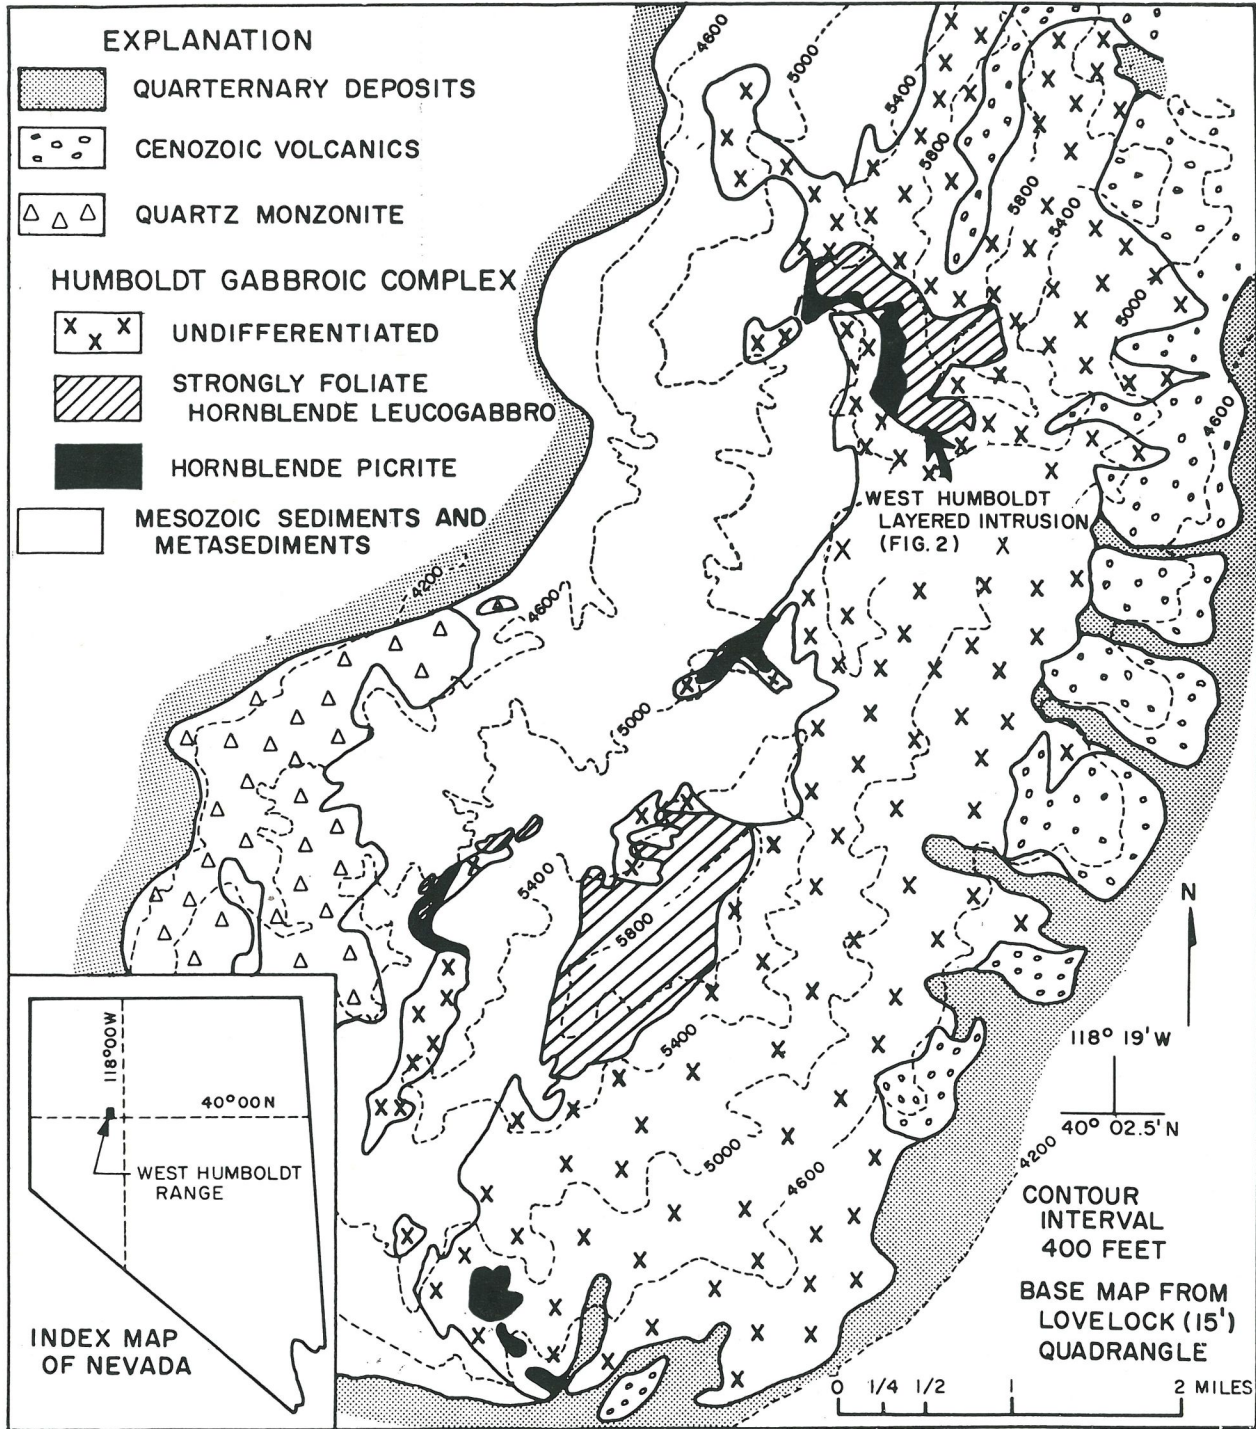 EXPLANATION
QUARTERNARY DEPOSITS
CENOZOIC VOLCANICS
QUARTZ MONZONITE
HUMBOLDT GABBROIC COMPLEX
UNDIFFERENTIATED
STRONGLY FOLIATE
HORNBLENDE LEUCOGABBRO
HORNBLENDE PICRITE
MESOZOIC SEDIMENTS AND
METASEDIMENTS
4600
5000
5400
5800
5800
5400
5000
4600
WEST HUMBOLDT
LAYERED INTRUSION
(FIG. 2)
4200
4600
5000
5400
5800
5400
5000
4600
4200
N
118° 19' W
40° 02.5' N
CONTOUR
INTERVAL
400 FEET
BASE MAP FROM
LOVELOCK (15')
QUADRANGLE
0 1/4 1/2 1 2 MILES
118°00W
40°00N
WEST HUMBOLDT
RANGE
INDEX MAP
OF NEVADA